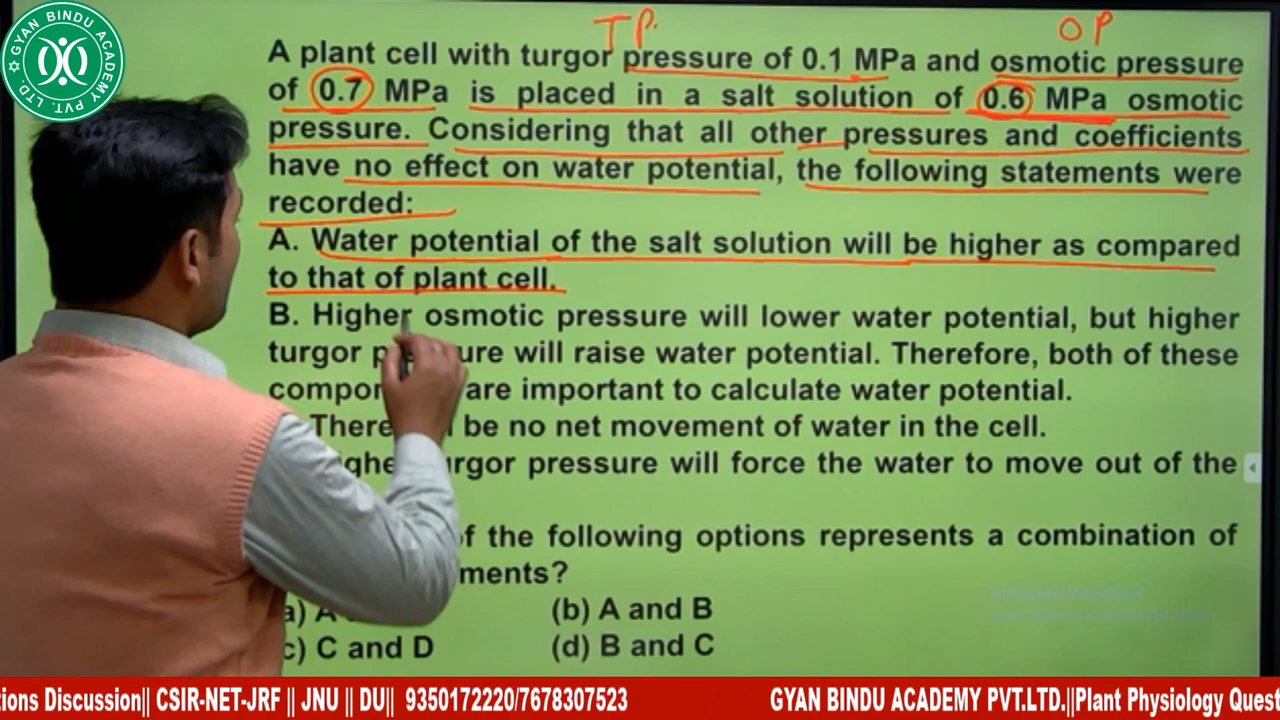 GYAN BINDU ACADEMY
PVT. LTD.
T P.
O P
A plant cell with turgor pressure of 0.1 MPa and osmotic pressure
of 0.7 MPa is placed in a salt solution of 0.6 MPa osmotic
pressure. Considering that all other pressures and coefficients
have no effect on water potential, the following statements were
recorded:
A. Water potential of the salt solution will be higher as compared
to that of plant cell.
B. Higher osmotic pressure will lower water potential, but higher
turgor will raise water potential. Therefore, both of these
are important to calculate water potential.
There be no net movement of water in the cell.
pressure will force the water to move out of the
of the following options represents a combination of
a) A
(b) A and B
c) C and D
(d) B and C
tions Discussion|| CSIR-NET-JRF || JNU || DU|| 9350172220/7678307523
GYAN BINDU ACADEMY PVT.LTD.||Plant Physiology Quest